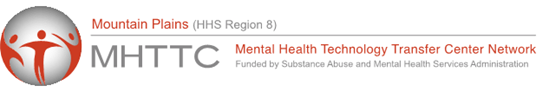 Mountain Plains (HHS Region 8)
MHTTC
Mental Health Technology Transfer Center Network
Funded by Substance Abuse and Mental Health Services Administration